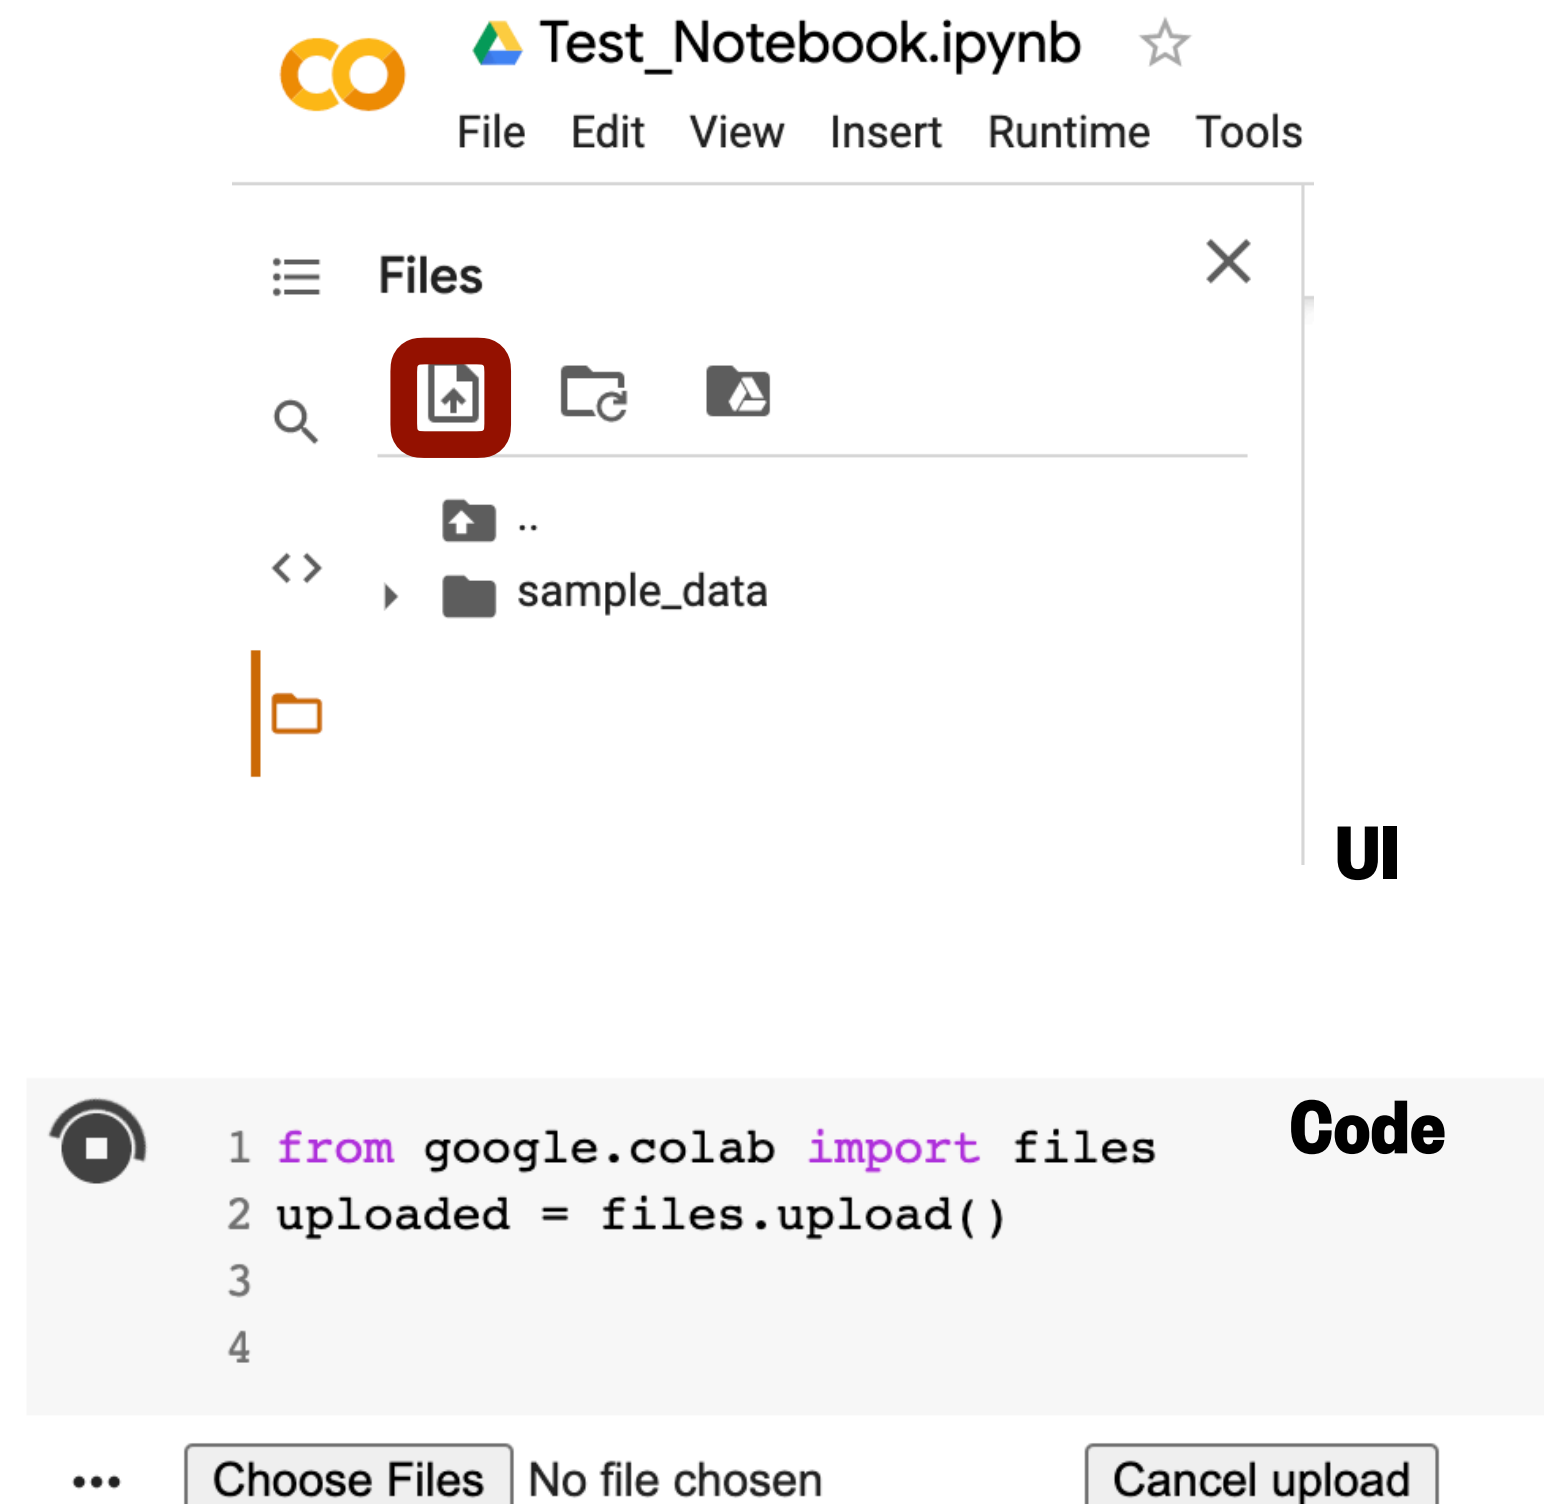 Test_Notebook.ipynb
File Edit View Insert Runtime Tools
Files
..
sample_data
UI
Code
1 from google.colab import files
2 uploaded = files.upload()
3
4
Choose Files No file chosen Cancel upload